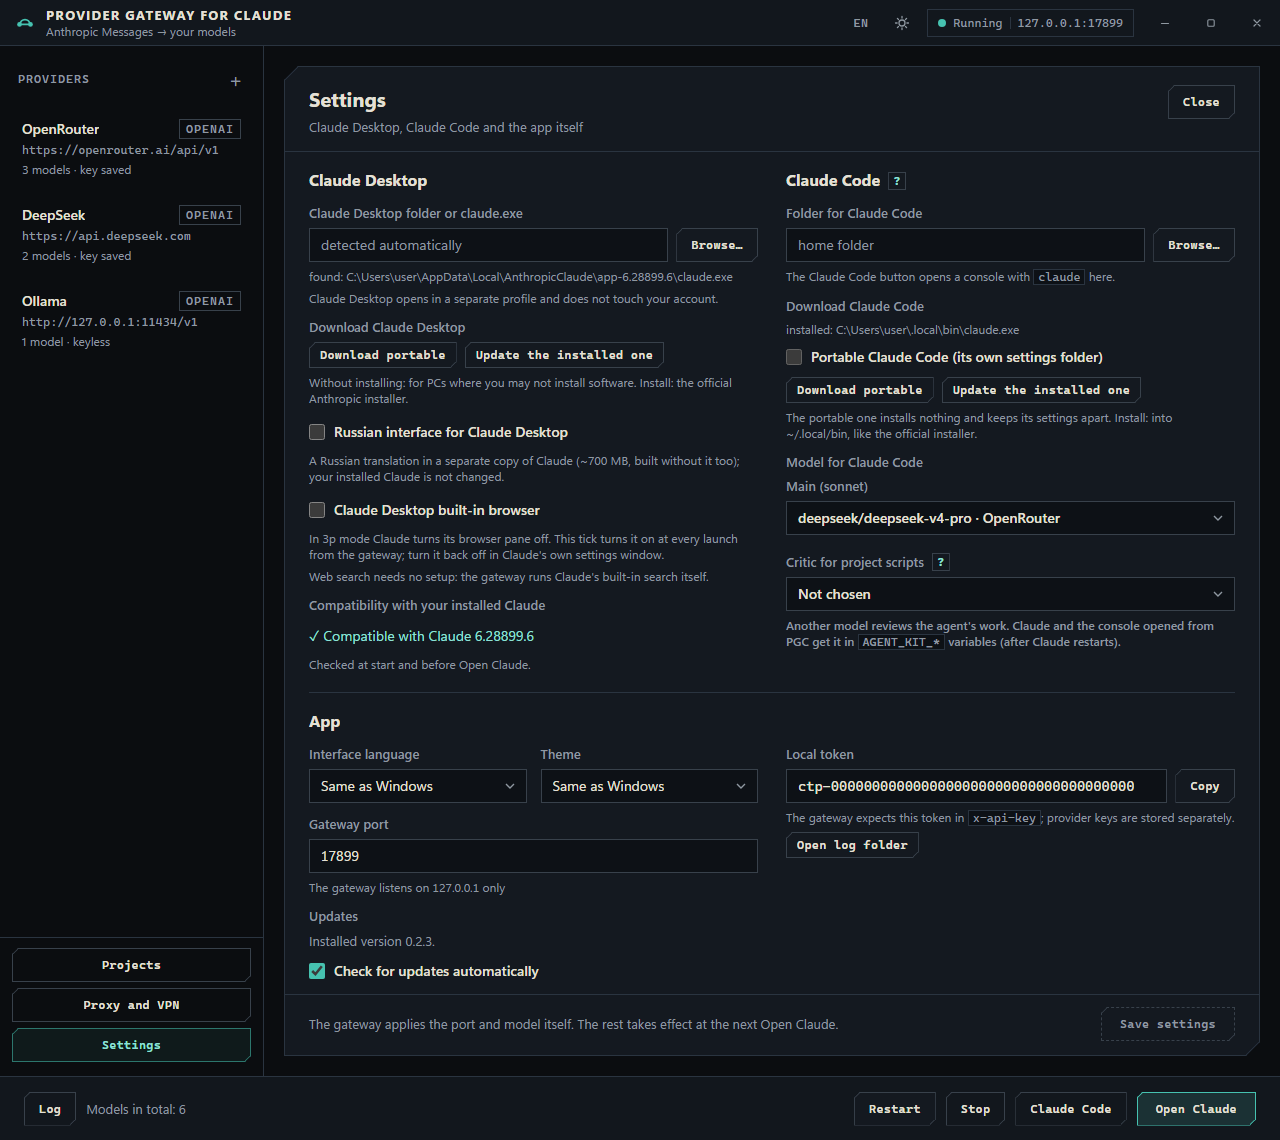 PROVIDER GATEWAY FOR CLAUDE
Anthropic Messages → your models
EN
Running
127.0.0.1:17899
PROVIDERS
+
OpenRouter
OPENAI
https://openrouter.ai/api/v1
3 models · key saved
DeepSeek
OPENAI
https://api.deepseek.com
2 models · key saved
Ollama
OPENAI
http://127.0.0.1:11434/v1
1 model · keyless
Projects
Proxy and VPN
Settings
Settings
Claude Desktop, Claude Code and the app itself
Close
Claude Desktop
Claude Desktop folder or claude.exe
detected automatically
Browse…
found: C:\Users\user\AppData\Local\AnthropicClaude\app-6.28899.6\claude.exe
Claude Desktop opens in a separate profile and does not touch your account.
Download Claude Desktop
Download portable
Update the installed one
Without installing: for PCs where you may not install software. Install: the official
Anthropic installer.
Russian interface for Claude Desktop
A Russian translation in a separate copy of Claude (~700 MB, built without it too);
your installed Claude is not changed.
Claude Desktop built-in browser
In 3p mode Claude turns its browser pane off. This tick turns it on at every launch
from the gateway; turn it back off in Claude's own settings window.
Web search needs no setup: the gateway runs Claude's built-in search itself.
Compatibility with your installed Claude
✓ Compatible with Claude 6.28899.6
Checked at start and before Open Claude.
Claude Code ?
Folder for Claude Code
home folder
Browse…
The Claude Code button opens a console with claude here.
Download Claude Code
installed: C:\Users\user\.local\bin\claude.exe
Portable Claude Code (its own settings folder)
Download portable
Update the installed one
The portable one installs nothing and keeps its settings apart. Install: into
~/.local/bin, like the official installer.
Model for Claude Code
Main (sonnet)
deepseek/deepseek-v4-pro · OpenRouter
Critic for project scripts ?
Not chosen
Another model reviews the agent's work. Claude and the console opened from
PGC get it in AGENT_KIT_* variables (after Claude restarts).
App
Interface language
Same as Windows
Theme
Same as Windows
Gateway port
17899
The gateway listens on 127.0.0.1 only
Updates
Installed version 0.2.3.
Check for updates automatically
Local token
ctp-000000000000000000000000000000000000
Copy
The gateway expects this token in x-api-key; provider keys are stored separately.
Open log folder
The gateway applies the port and model itself. The rest takes effect at the next Open Claude.
Save settings
Log
Models in total: 6
Restart
Stop
Claude Code
Open Claude